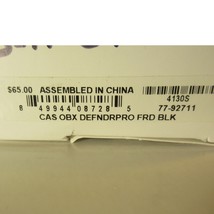 $65.00 ASSEMBLED IN CHINA
4130S
8 49944 08728 5 77-92711
CAS OBX DEFNDRPRO FRD BLK